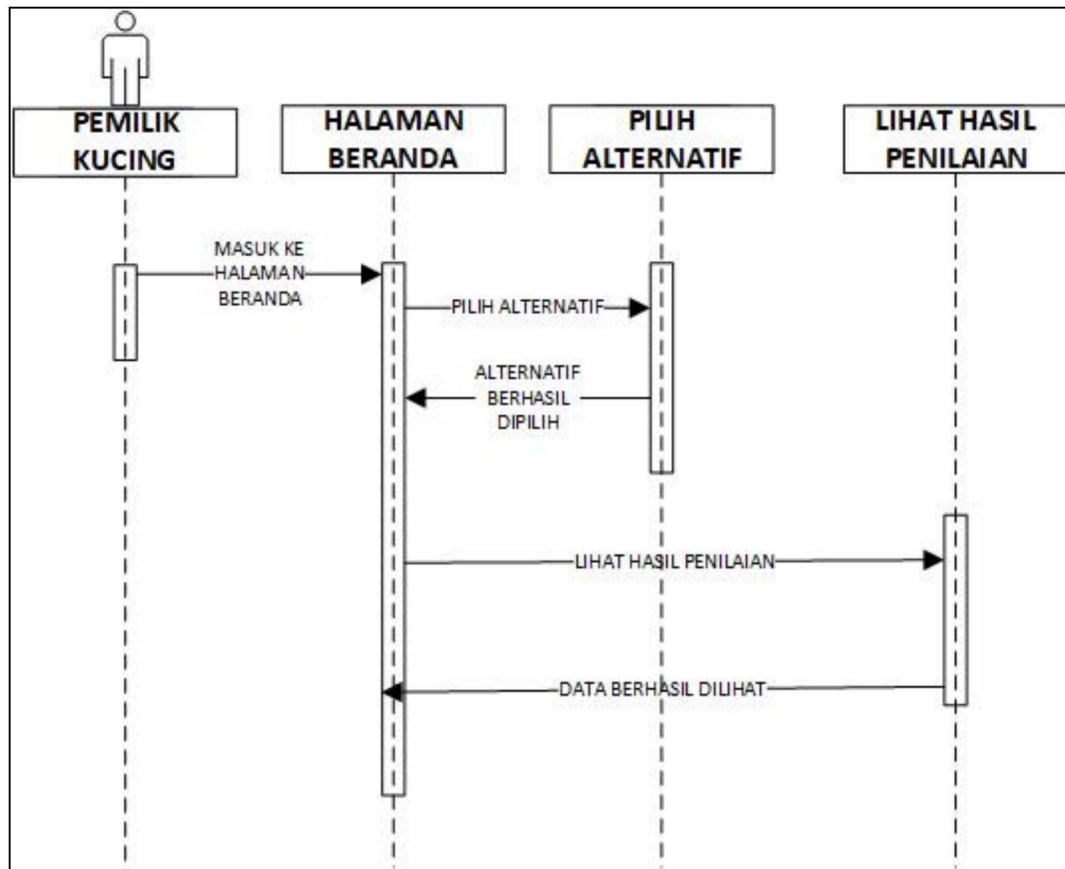 PEMILIK
KUCING
HALAMAN
BERANDA
PILIH
ALTERNATIF
LIHAT HASIL
PENILAIAN
MASUK KE
HALAMAN
BERANDA
PILIH ALTERNATIF
ALTERNATIF
BERHASIL
DIPILIH
LIHAT HASIL PENILAIAN
DATA BERHASIL DILIHAT